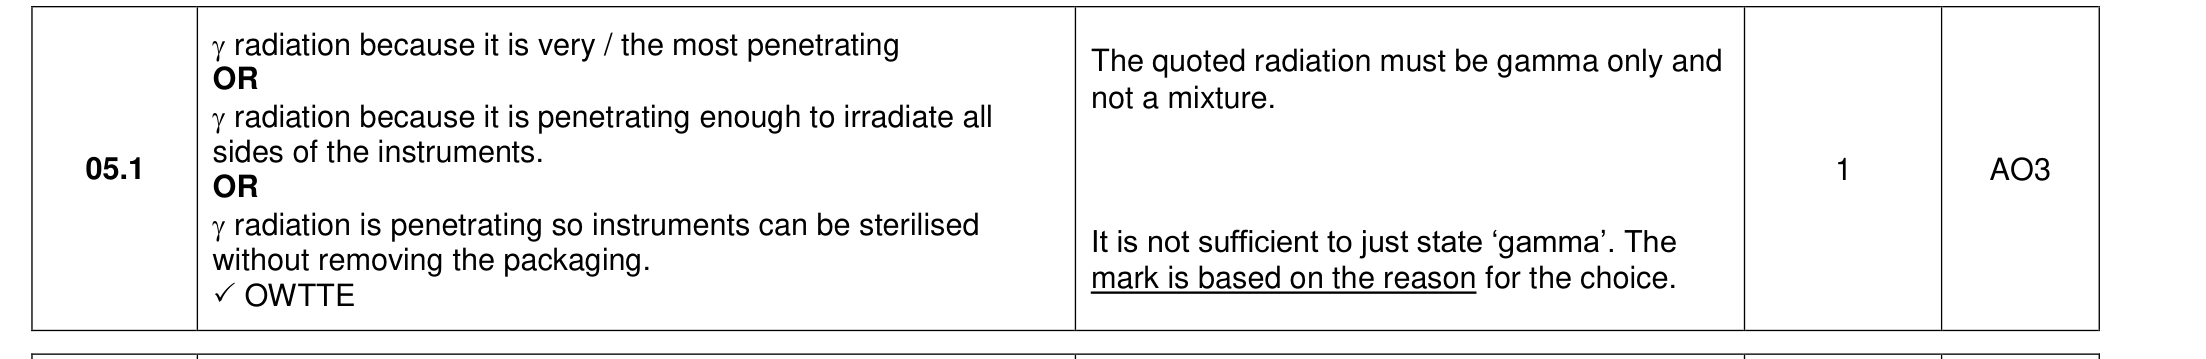 05.1
γ radiation because it is very / the most penetrating
OR
γ radiation because it is penetrating enough to irradiate all
sides of the instruments.
OR
γ radiation is penetrating so instruments can be sterilised
without removing the packaging.
✓ OWTTE
The quoted radiation must be gamma only and
not a mixture.
It is not sufficient to just state ‘gamma’. The
mark is based on the reason for the choice.
1
AO3